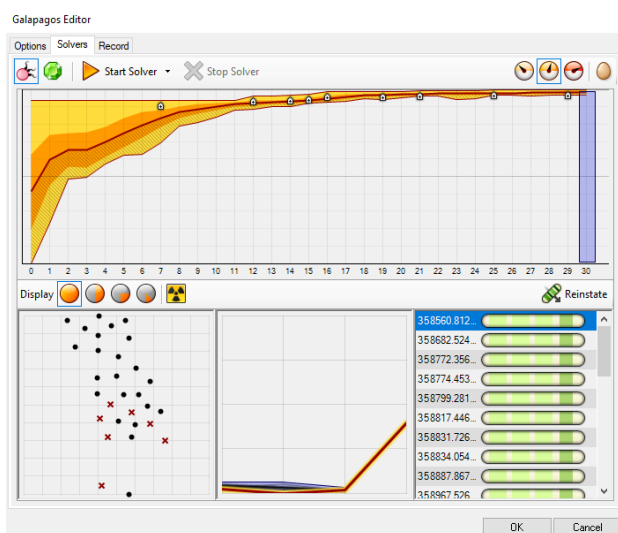 Galapagos Editor
Options Solvers Record
Start Solver Stop Solver
0 1 2 3 4 5 6 7 8 9 10 11 12 13 14 15 16 17 18 19 20 21 22 23 24 25 26 27 28 29 30
Display Reinstate
358560.812...
358682.524...
358772.356...
358774.453...
358799.281...
358817.446...
358831.726...
358834.054...
358887.867...
358967.526
OK Cancel